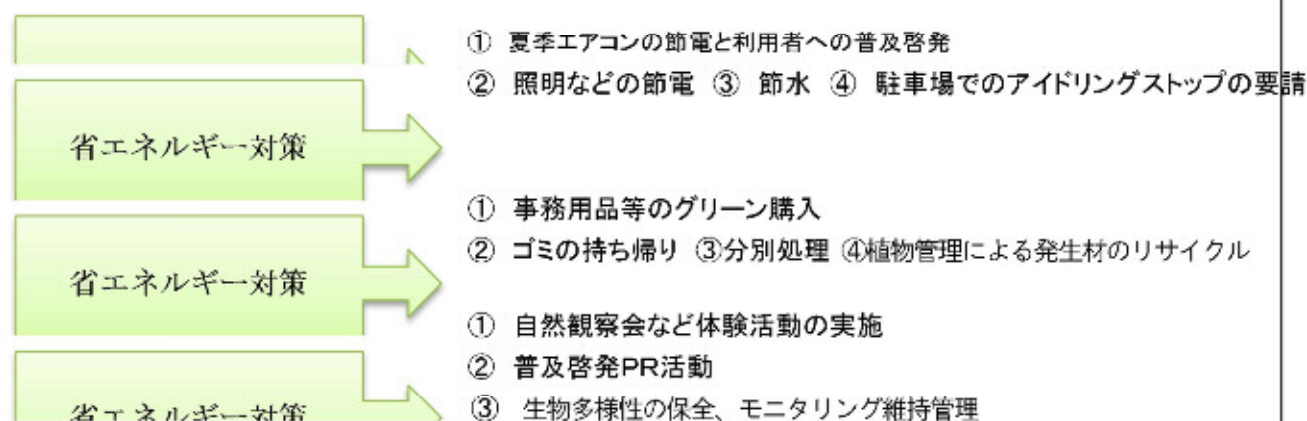 ① 夏季エアコンの節電と利用者への普及啓発
② 照明などの節電 ③ 節水 ④ 駐車場でのアイドリングストップの要請
省エネルギー対策
① 事務用品等のグリーン購入
② ゴミの持ち帰り ③分別処理 ④植物管理による発生材のリサイクル
省エネルギー対策
① 自然観察会など体験活動の実施
② 普及啓発PR活動
③ 生物多様性の保全、モニタリング維持管理
省エネルギー対策